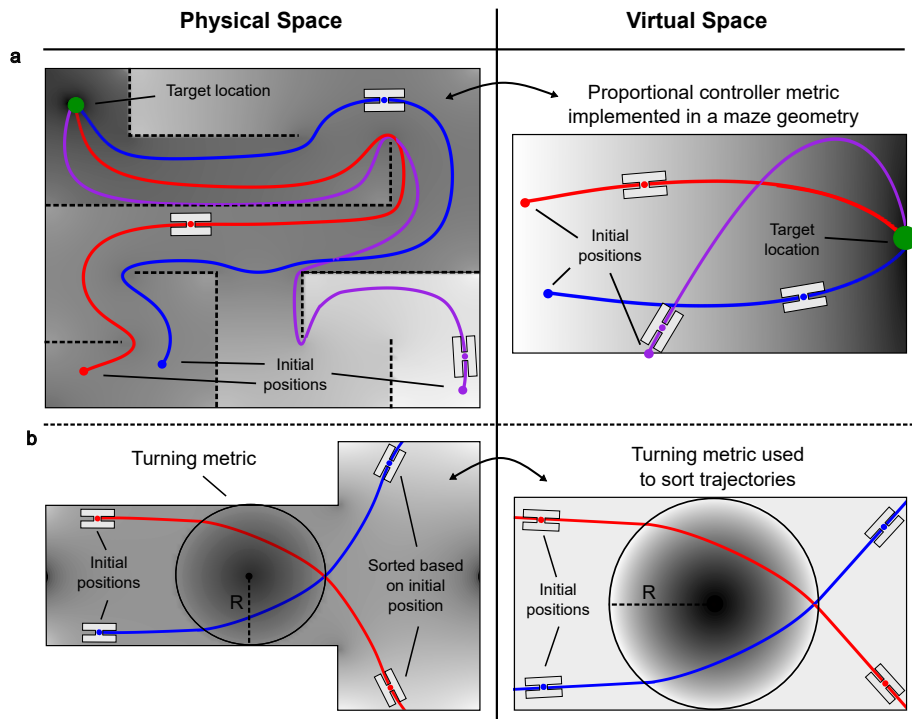 Physical Space
Virtual Space
a
Target location
Initial
positions
Proportional controller metric
implemented in a maze geometry
Initial
positions
Target
location
b
Turning metric
Initial
positions
R
Sorted based
on initial
position
Turning metric used
to sort trajectories
Initial
positions
R